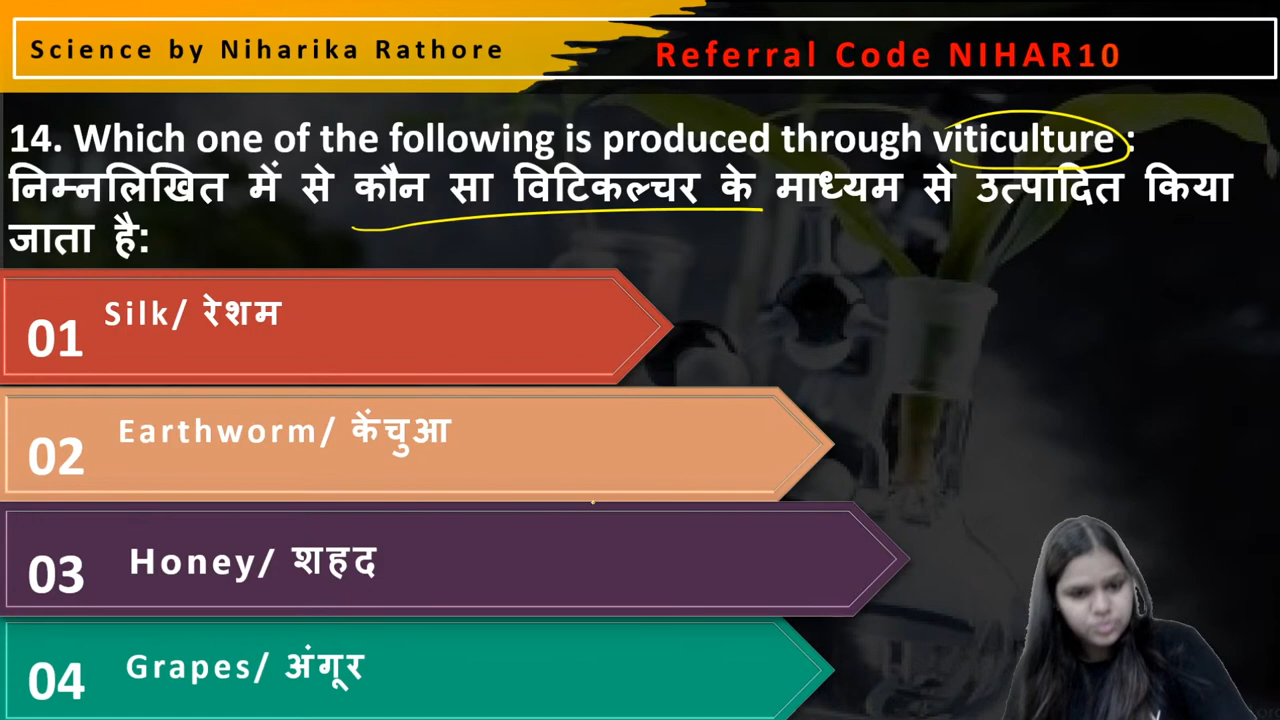 Science by Niharika Rathore
Referral Code NIHAR10
14. Which one of the following is produced through viticulture :
निम्नलिखित में से कौन सा विटिकल्चर के माध्यम से उत्पादित किया
जाता है:
01 Silk/ रेशम
02 Earthworm/ केंचुआ
03 Honey/ शहद
04 Grapes/ अंगूर